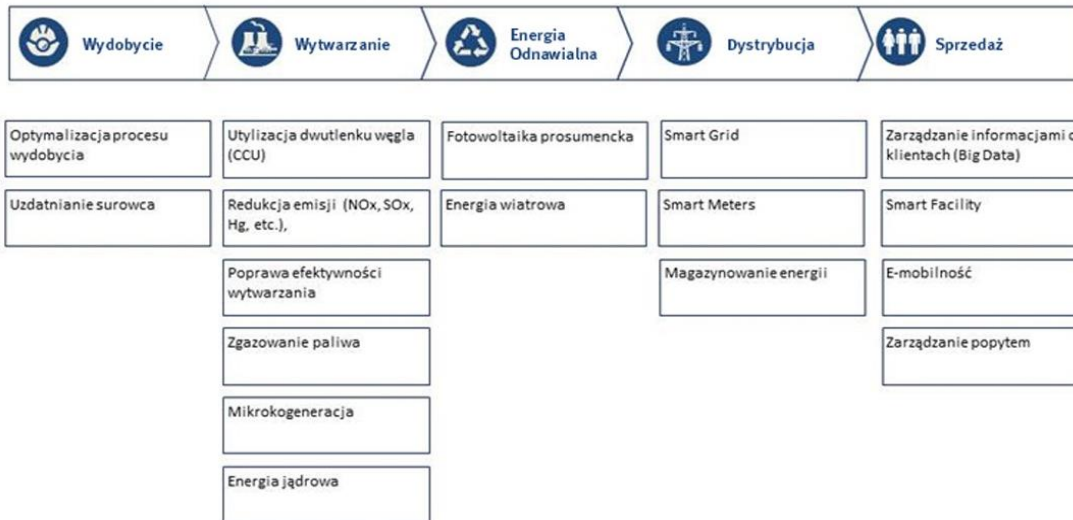 Wydobycie
Wytwarzanie
Energia
Odnawialna
Dystrybucja
Sprzedaż
Optymalizacja procesu
wydobycia
Uzdatnianie surowca
Utylizacja dwutlenku węgla
(CCU)
Redukcja emisji (NOx, SOx,
Hg, etc.),
Poprawa efektywności
wytwarzania
Zgazowanie paliwa
Mikrokogeneracja
Energia jądrowa
Fotowoltaika prosumencka
Energia wiatrowa
Smart Grid
Smart Meters
Magazynowanie energii
Zarządzanie informacjami
klientach (Big Data)
Smart Facility
E-mobilność
Zarządzanie popytem